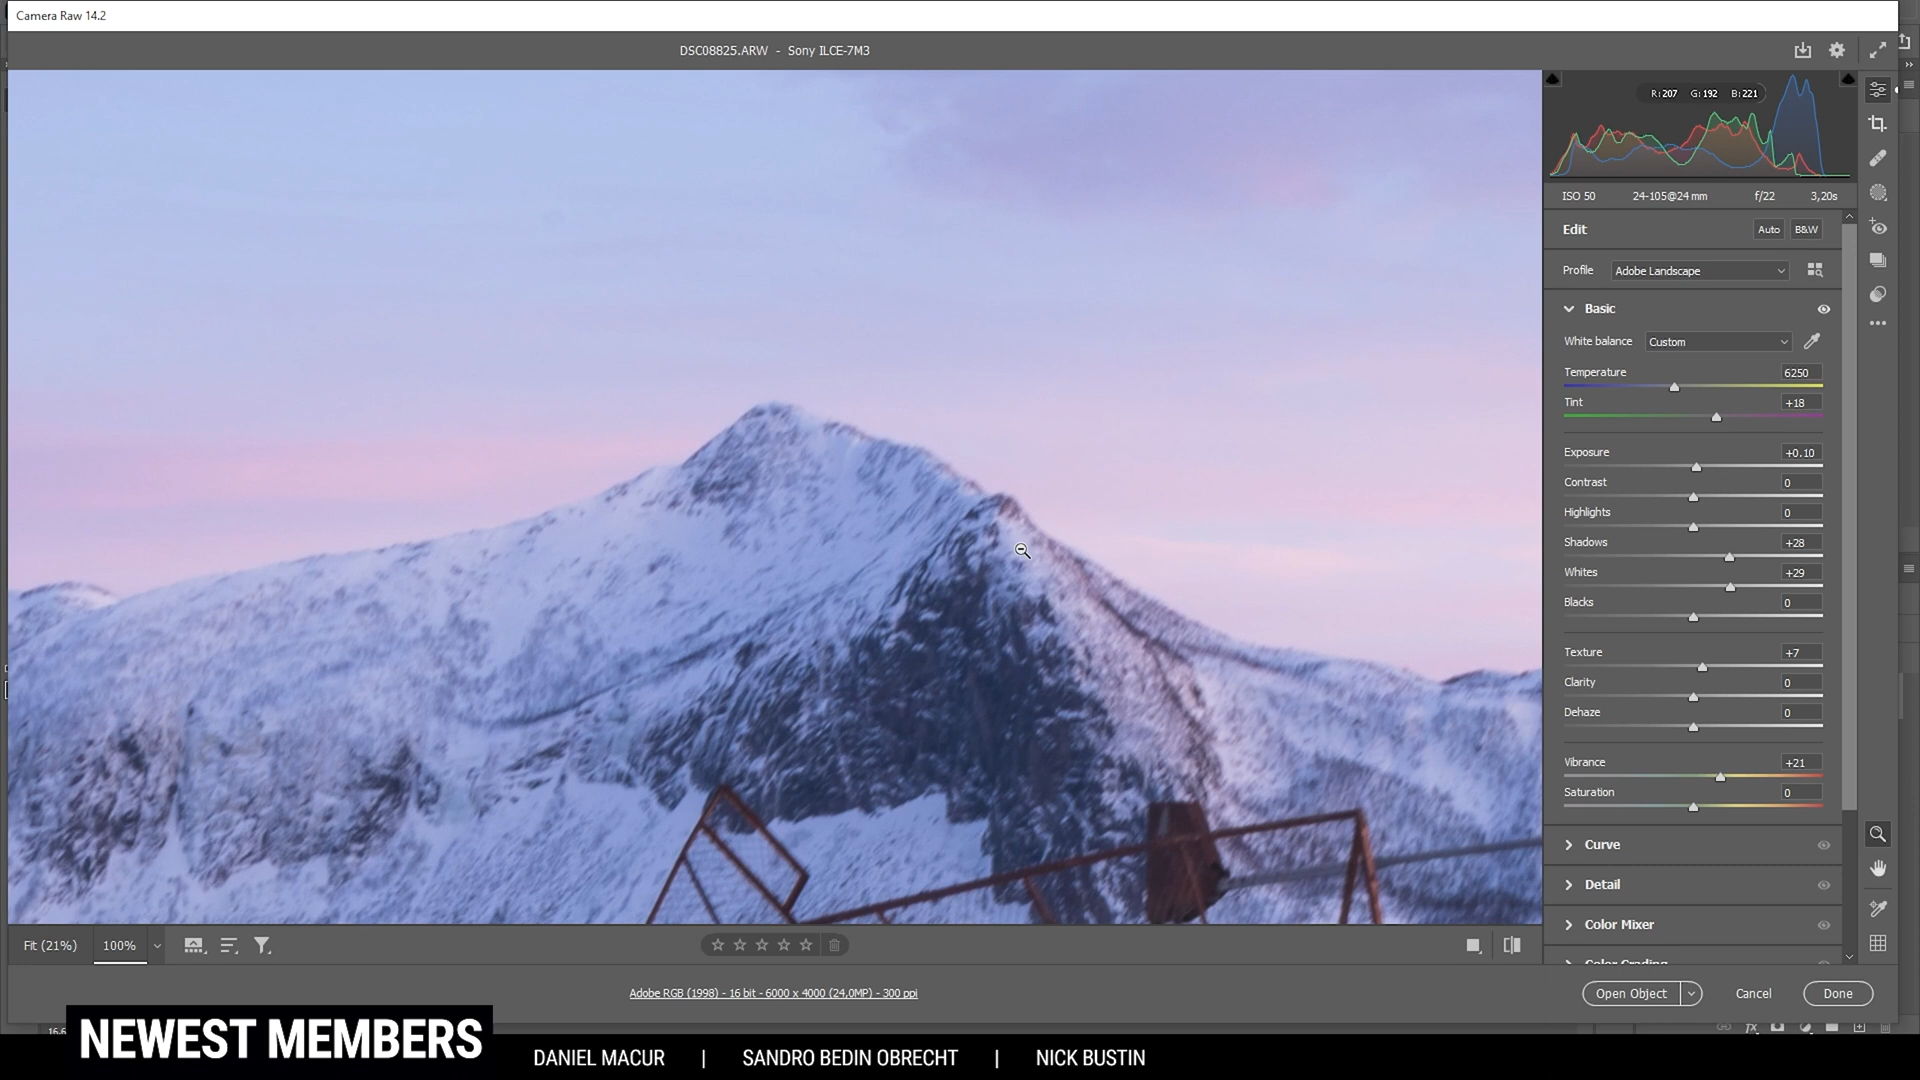 Camera Raw 14.2
DSC08825.ARW - Sony ILCE-7M3
R:207 G:192 B:221
ISO 50 24-105@24 mm f/22 3,20s
Edit Auto B&W
Profile Adobe Landscape
Basic
White balance Custom
Temperature 6250
Tint +18
Exposure +0.10
Contrast 0
Highlights 0
Shadows +28
Whites +29
Blacks 0
Texture +7
Clarity 0
Dehaze 0
Vibrance +21
Saturation 0
Curve
Detail
Color Mixer
Color Grading
Fit (21%) 100%
Adobe RGB (1998) - 16 bit - 6000 x 4000 (24,0MP) - 300 ppi
Open Object Cancel Done
NEWEST MEMBERS
DANIEL MACUR | SANDRO BEDIN OBRECHT | NICK BUSTIN